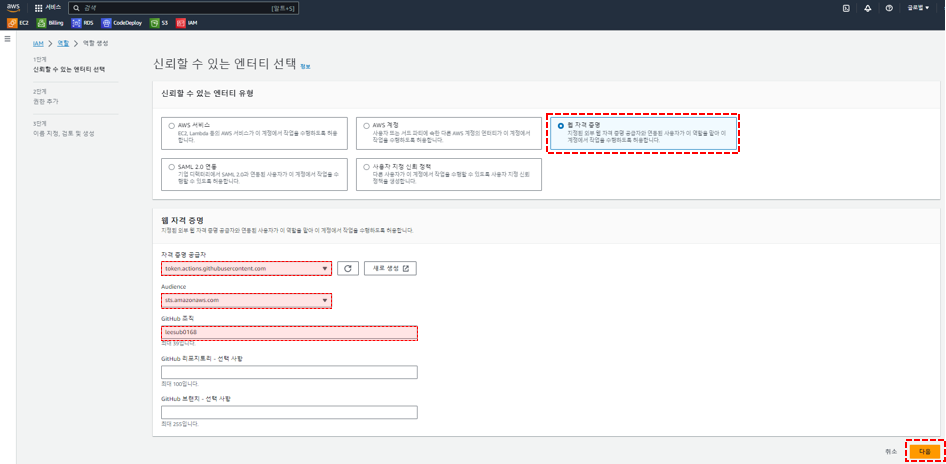 aws 서비스 검색 [알트+S] 글로벌
EC2 Billing RDS CodeDeploy S3 IAM
IAM > 역할 > 역할 생성
1단계
신뢰할 수 있는 엔터티 선택
2단계
권한 추가
3단계
이름 지정, 검토 및 생성
신뢰할 수 있는 엔터티 선택 정보
신뢰할 수 있는 엔터티 유형
AWS 서비스
EC2, Lambda 등의 AWS 서비스가 이 계정에서 작업을 수행하도록 허용
합니다.
AWS 계정
사용자 또는 서드 파티에 속한 다른 AWS 계정의 엔터티가 이 계정에서
작업을 수행하도록 허용합니다.
웹 자격 증명
지정된 외부 웹 자격 증명 공급자와 연동된 사용자가 이 역할을 맡아 이
계정에서 작업을 수행하도록 허용합니다.
SAML 2.0 연동
기업 디렉터리에서 SAML 2.0과 연동된 사용자가 이 계정에서 작업을 수
행할 수 있도록 허용합니다.
사용자 지정 신뢰 정책
다른 사용자가 이 계정에서 작업을 수행할 수 있도록 사용자 지정 신뢰
정책을 생성합니다.
웹 자격 증명
지정된 외부 웹 자격 증명 공급자와 연동된 사용자가 이 역할을 맡아 이 계정에서 작업을 수행하도록 허용합니다.
자격 증명 공급자
token.actions.githubusercontent.com 새로 생성
Audience
sts.amazonaws.com
GitHub 조직
leesub0168
최대 39입니다.
GitHub 리포지토리 - 선택 사항
최대 100입니다.
GitHub 브랜치 - 선택 사항
최대 255입니다.
취소 다음